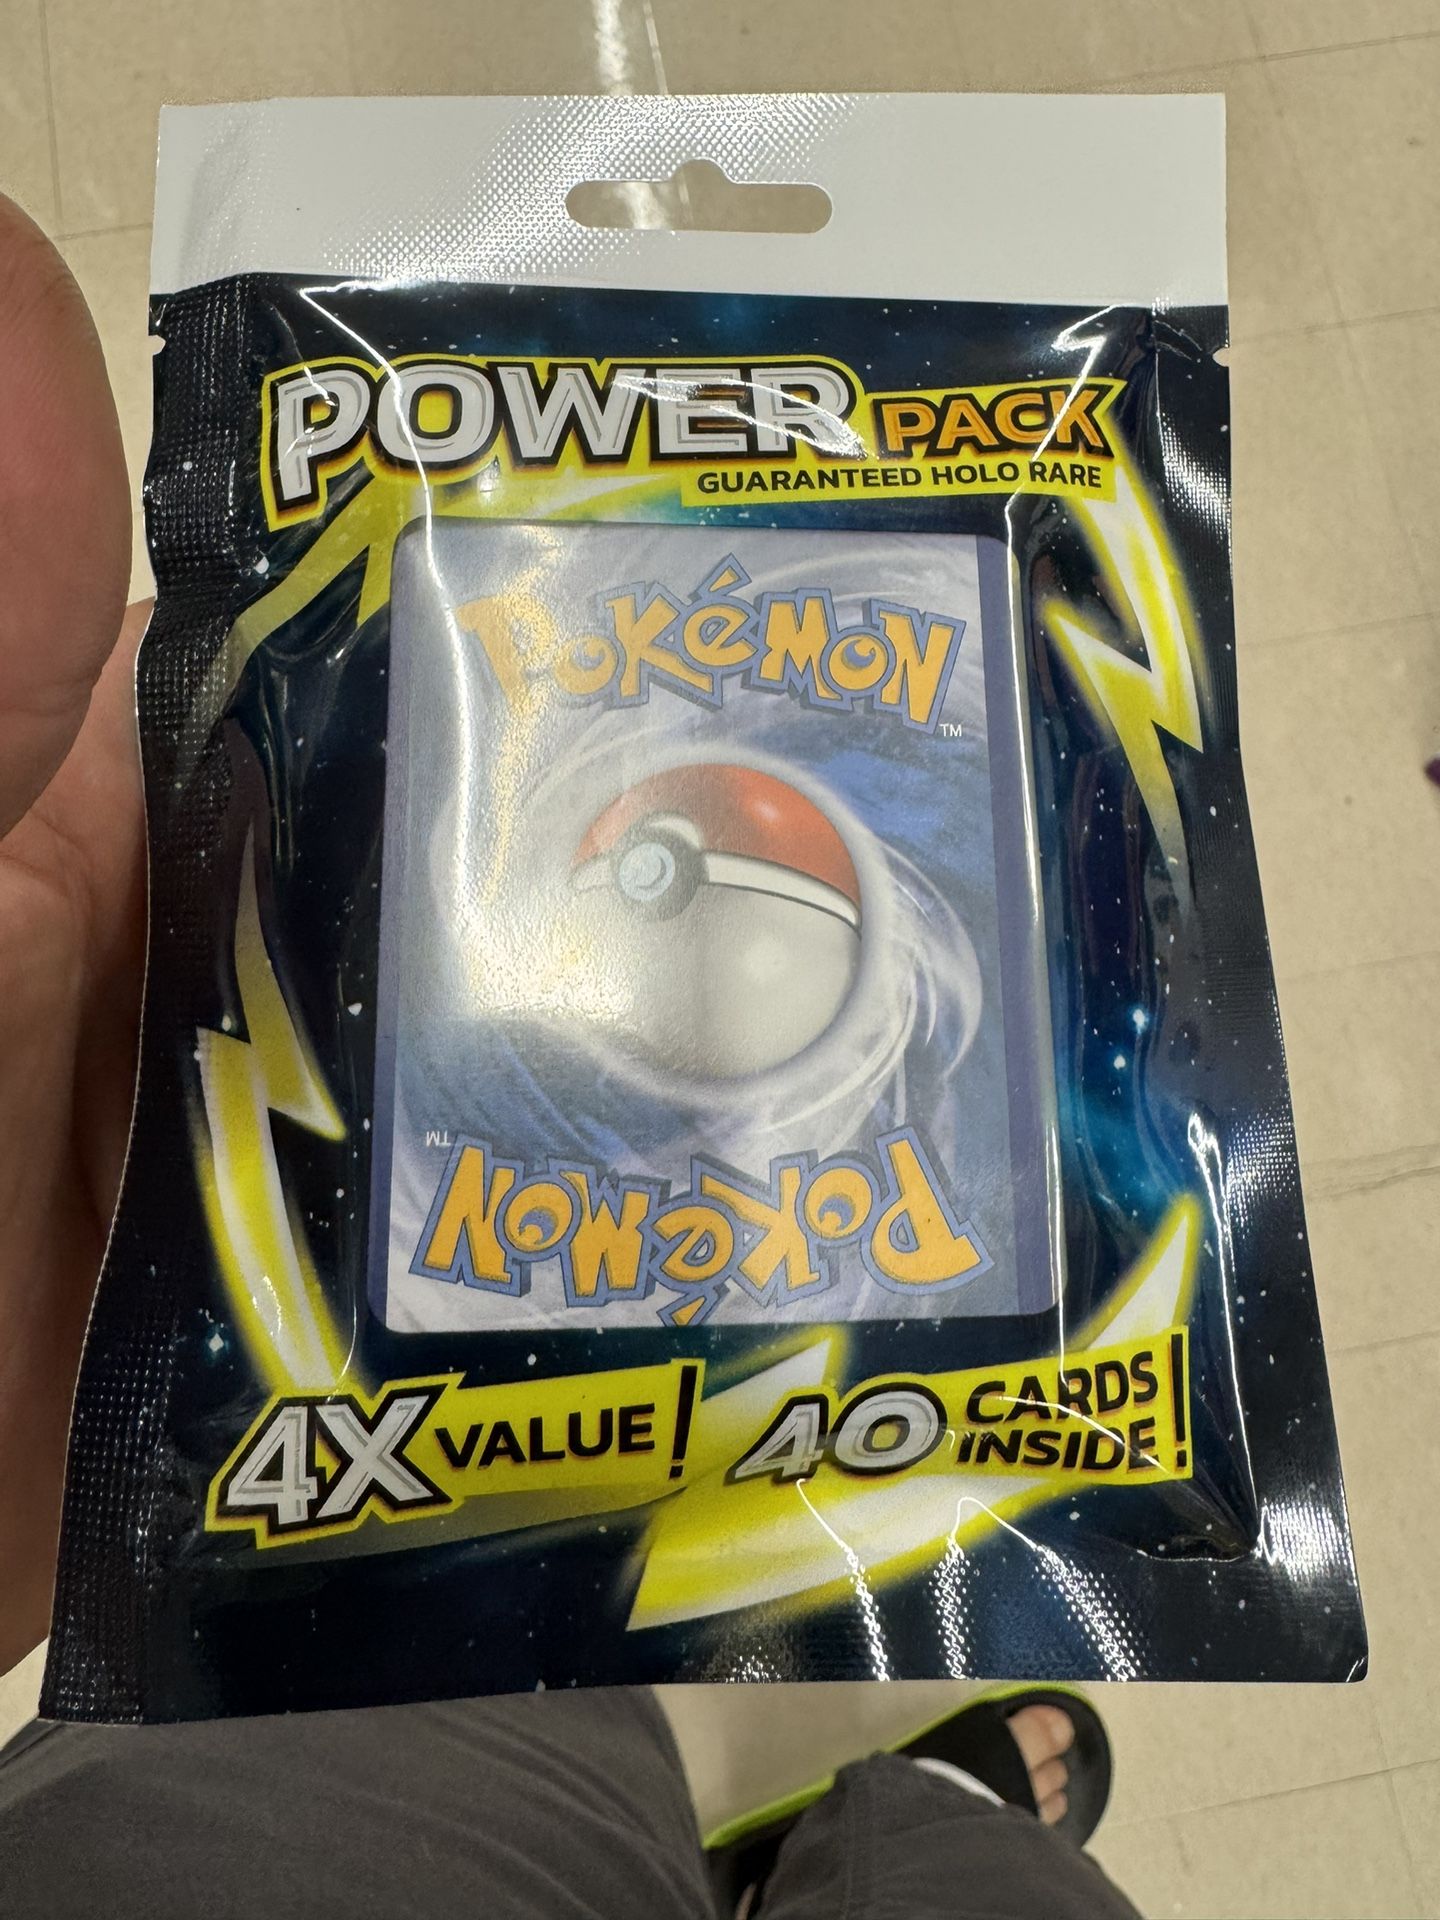 POWER PACK
GUARANTEED HOLO RARE
POKéMON
TM
TM
POKéMON
4X VALUE!
40 CARDS INSIDE!